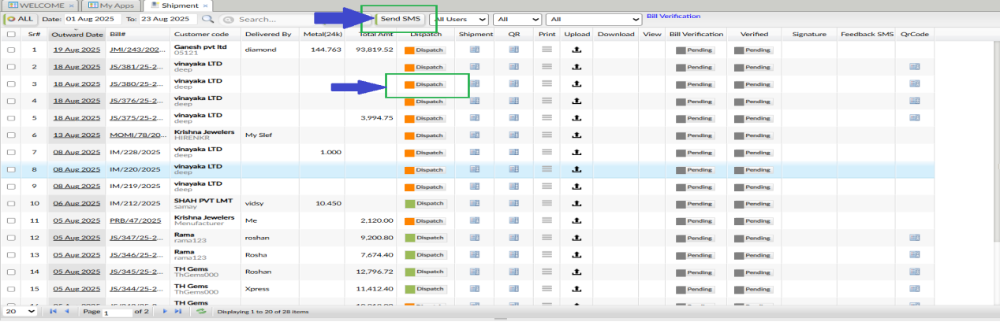 WELCOME × My Apps × Shipment ×
ALL Date: 01 Aug 2025 To: 23 Aug 2025 Search... Send SMS All Users All All Bill Verification
Sr# Outward Date Bill# Customer code Delivered By Metal(24k) Total Amt Dispatch Shipment QR Print Upload Download View Bill Verification Verified Signature Feedback SMS QrCode
1 19 Aug 2025 JMI/243/202... Ganesh pvt ltd diamond 144.763 93,819.52 Dispatch Pending Pending
05121
2 18 Aug 2025 JS/381/25-2... vinayaka LTD Dispatch Pending Pending
deep
3 18 Aug 2025 JS/380/25-2... vinayaka LTD Dispatch Pending Pending
deep
4 18 Aug 2025 JS/376/25-2... vinayaka LTD Dispatch Pending Pending
deep
5 18 Aug 2025 JS/375/25-2... vinayaka LTD 3,994.75 Dispatch Pending Pending
deep
6 13 Aug 2025 MOMI/78/20... Krishna Jewelers My Slef Dispatch Pending Pending
HIRENKR
7 08 Aug 2025 IM/228/2025 vinayaka LTD 1.000 Dispatch Pending Pending
deep
8 08 Aug 2025 IM/220/2025 vinayaka LTD Dispatch Pending Pending
deep
9 08 Aug 2025 IM/219/2025 vinayaka LTD Dispatch Pending Pending
deep
10 06 Aug 2025 IM/212/2025 SHAH PVT LMT vidsy 10.450 Dispatch Pending Pending
samay
11 05 Aug 2025 PRB/47/2025 Krishna Jewelers Me 2,120.00 Dispatch Pending Pending
Menufacturer
12 05 Aug 2025 JS/347/25-2... Rama roshan 9,200.80 Dispatch Pending Pending
rama123
13 05 Aug 2025 JS/346/25-2... Rama Rosha 7,674.40 Dispatch Pending Pending
rama123
14 05 Aug 2025 JS/345/25-2... TH Gems Roshan 12,796.72 Dispatch Pending Pending
ThGems000
15 05 Aug 2025 JS/344/25-2... TH Gems Xpress 11,412.40 Dispatch Pending Pending
ThGems000
TH Gems
20 Page 1 of 2 Displaying 1 to 20 of 28 items